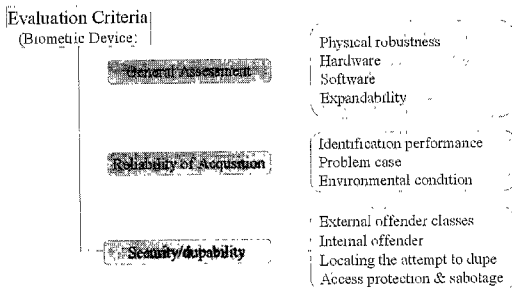 Evaluation Criteria
(Biometric Device)
General Assessment
Physical robustness
Hardware
Software
Expandability
Reliability of Acqusition
Identification performance
Problem case
Environmental condition
Security/dupability
External offender classes
Internal offender
Locating the attempt to dupe
Access protection & sabotage